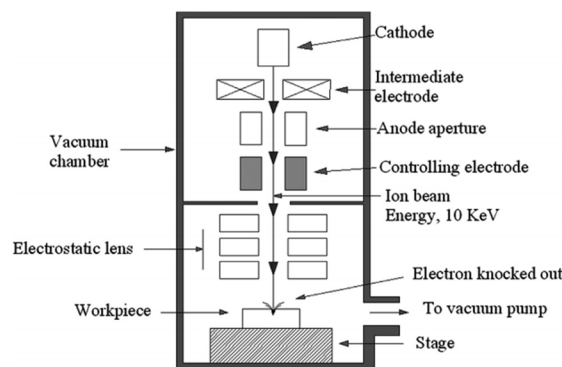 Cathode
Intermediate
electrode
Anode aperture
Vacuum
chamber
Controlling electrode
Ion beam
Energy, 10 KeV
Electrostatic lens
Electron knocked out
Workpiece
To vacuum pump
Stage